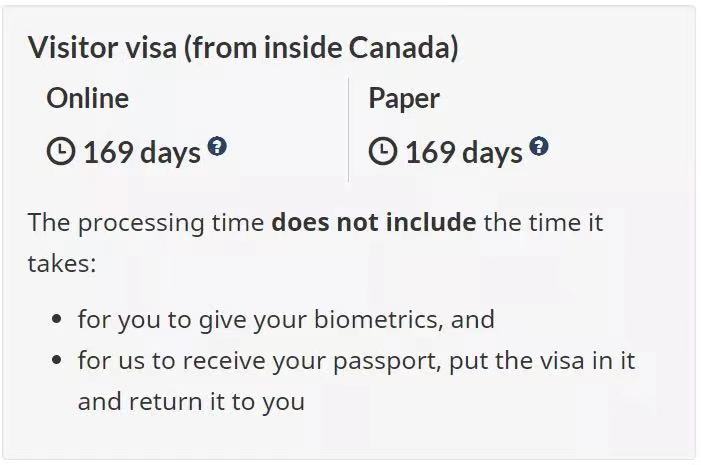 Visitor visa (from inside Canada)
Online
Paper
169 days ?
169 days ?
The processing time does not include the time it
takes:
• for you to give your biometrics, and
• for us to receive your passport, put the visa in it
and return it to you